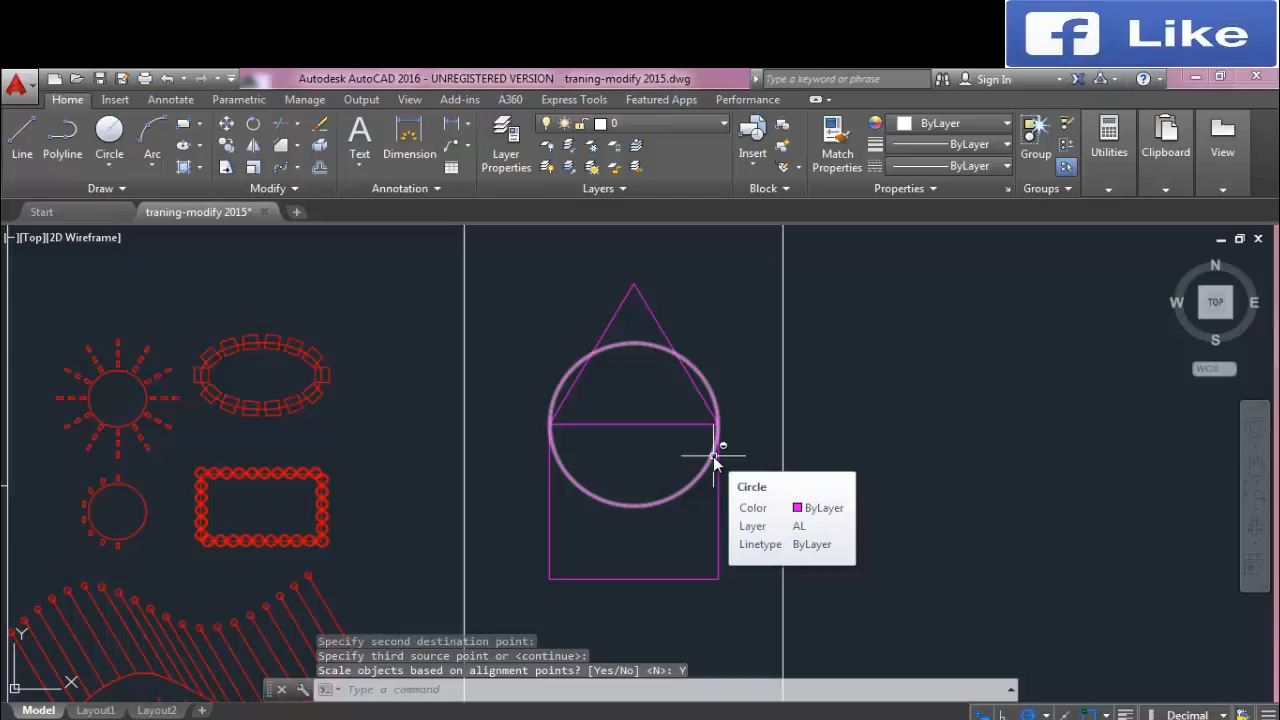 f Like
Autodesk AutoCAD 2016 - UNREGISTERED VERSION traning-modify 2015.dwg
Type a keyword or phrase
Sign In
Home Insert Annotate Parametric Manage Output View Add-ins A360 Express Tools Featured Apps Performance
0
ByLayer
ByLayer
ByLayer
Line Polyline Circle Arc
Text Dimension
Layer Properties
Insert
Match Properties
Group
Utilities Clipboard View
Draw Modify Annotation Layers Block Properties Groups
Start traning-modify 2015*
[−][Top][2D Wireframe]
N
W TOP E
S
WCS
Circle
Color ByLayer
Layer AL
Linetype ByLayer
Y
X
Specify second destination point:
Specify third source point or <continue>:
Scale objects based on alignment points? [Yes/No] <N>: Y
Type a command
Model Layout1 Layout2
Decimal